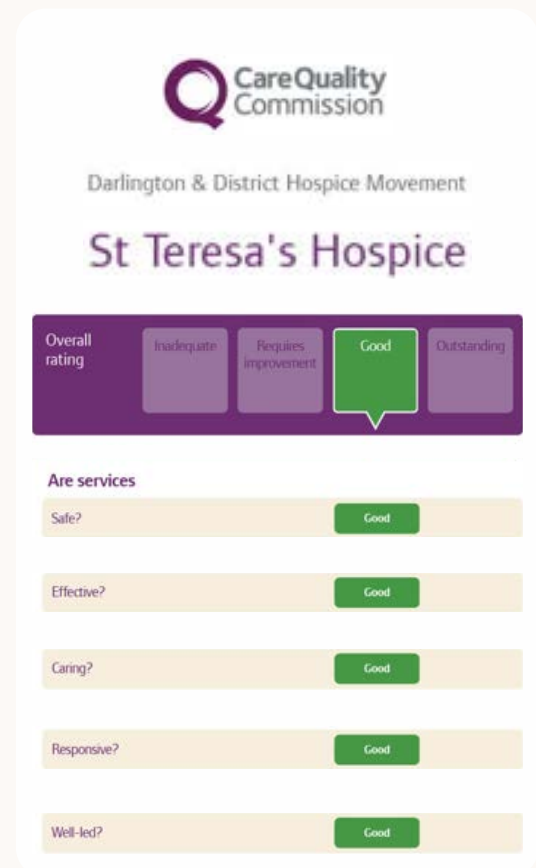 CareQuality
Commission
Darlington & District Hospice Movement
St Teresa's Hospice
Overall
rating
Inadequate
Requires
improvement
Good
Outstanding
Are services
Safe?
Good
Effective?
Good
Caring?
Good
Responsive?
Good
Well-led?
Good